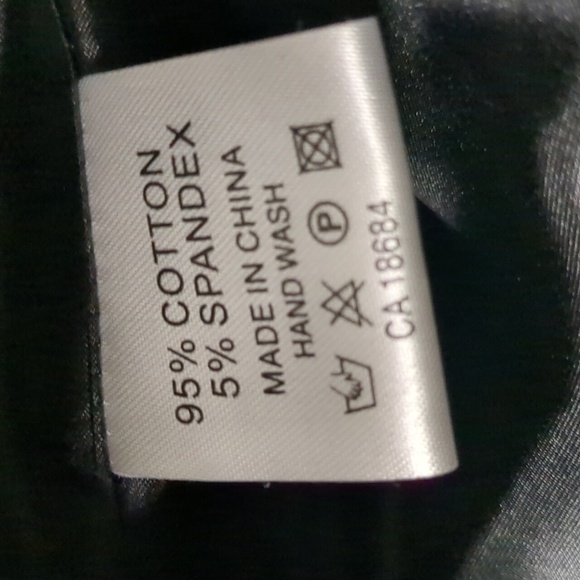 95% COTTON
5% SPANDEX
MADE IN CHINA
HAND WASH
P
CA 18684